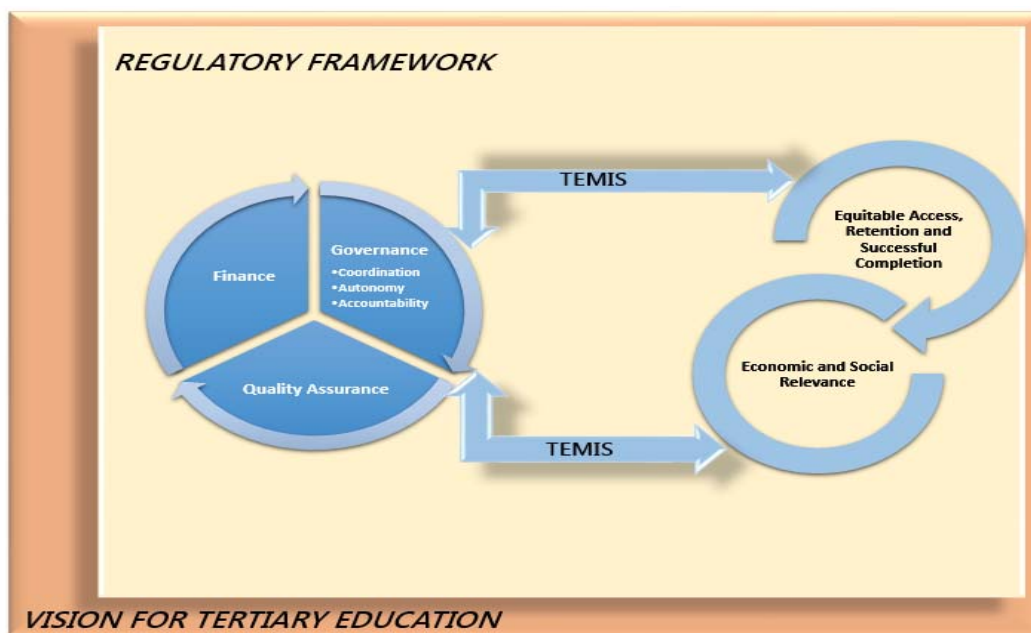 REGULATORY FRAMEWORK
TEMIS
Governance
•Coordination
•Autonomy
•Accountability
Finance
Quality Assurance
Equitable Access,
Retention and
Successful
Completion
Economic and Social
Relevance
TEMIS
VISION FOR TERTIARY EDUCATION